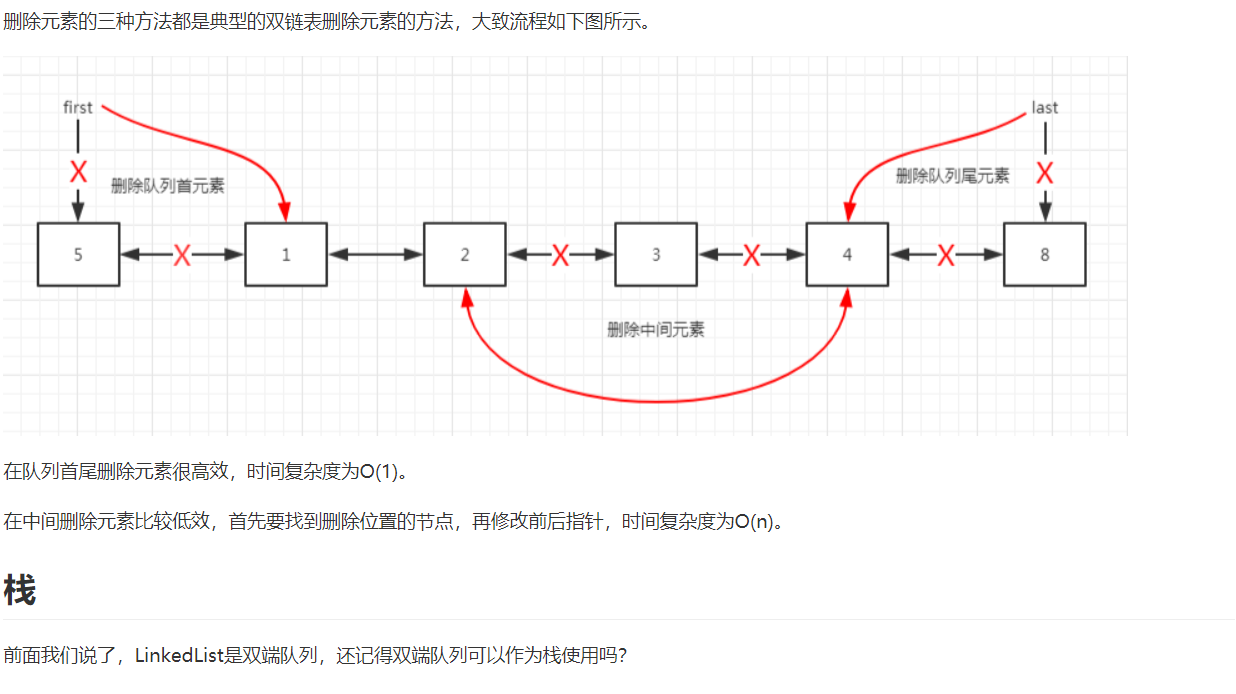 删除元素的三种方法都是典型的双链表删除元素的方法，大致流程如下图所示。
first
last
X
删除队列首元素
删除队列尾元素
X
5
X
1
2
X
3
X
4
X
8
删除中间元素
在队列首尾删除元素很高效，时间复杂度为O(1)。
在中间删除元素比较低效，首先要找到删除位置的节点，再修改前后指针，时间复杂度为O(n)。
栈
前面我们说了，LinkedList是双端队列，还记得双端队列可以作为栈使用吗？